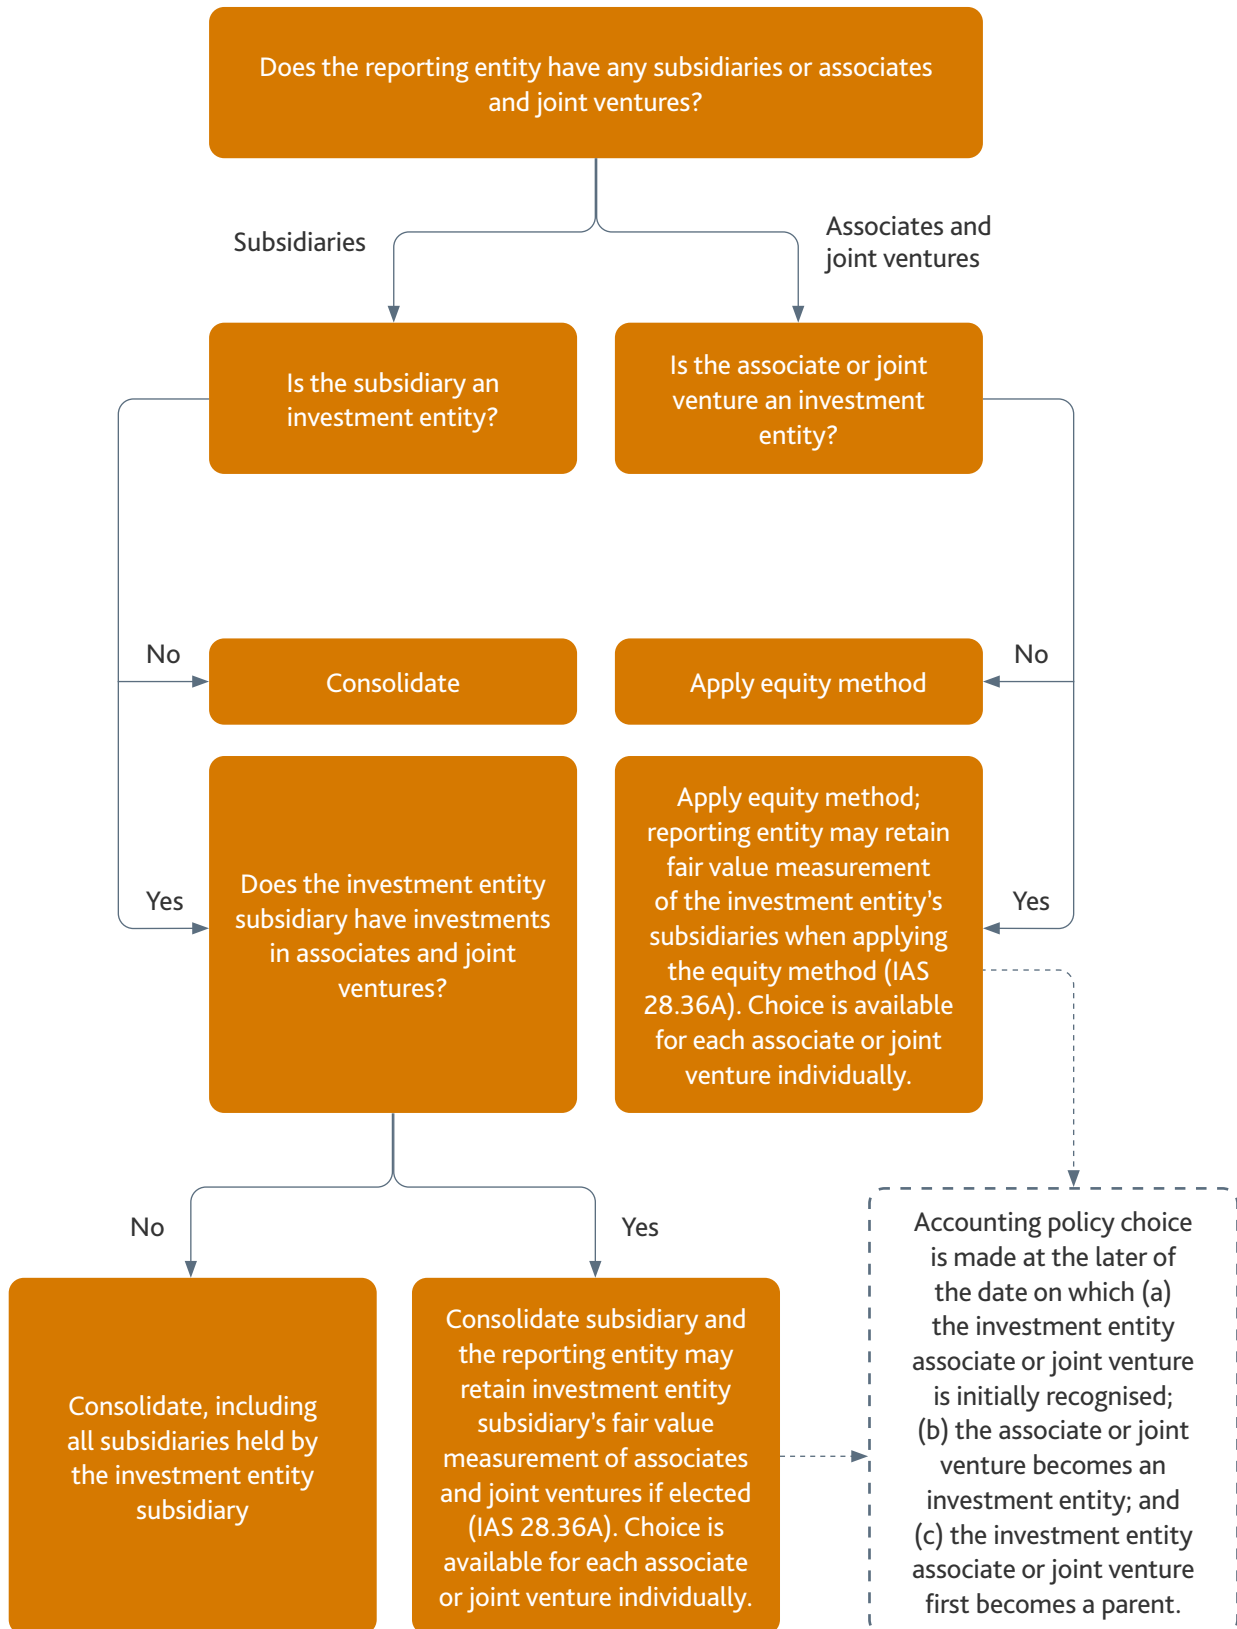 Does the reporting entity have any subsidiaries or associates
and joint ventures?
Subsidiaries
Associates and
joint ventures
Is the subsidiary an
investment entity?
Is the associate or joint
venture an investment
entity?
No
Consolidate
Apply equity method
No
Yes
Does the investment entity
subsidiary have investments
in associates and joint
ventures?
Apply equity method;
reporting entity may retain
fair value measurement
of the investment entity's
subsidiaries when applying
the equity method (IAS
28.36A). Choice is available
for each associate or joint
venture individually.
Yes
No
Yes
Consolidate, including
all subsidiaries held by
the investment entity
subsidiary
Consolidate subsidiary and
the reporting entity may
retain investment entity
subsidiary's fair value
measurement of associates
and joint ventures if elected
(IAS 28.36A). Choice is
available for each associate
or joint venture individually.
Accounting policy choice
is made at the later of
the date on which (a)
the investment entity
associate or joint venture
is initially recognised;
(b) the associate or joint
venture becomes an
investment entity; and
(c) the investment entity
associate or joint venture
first becomes a parent.